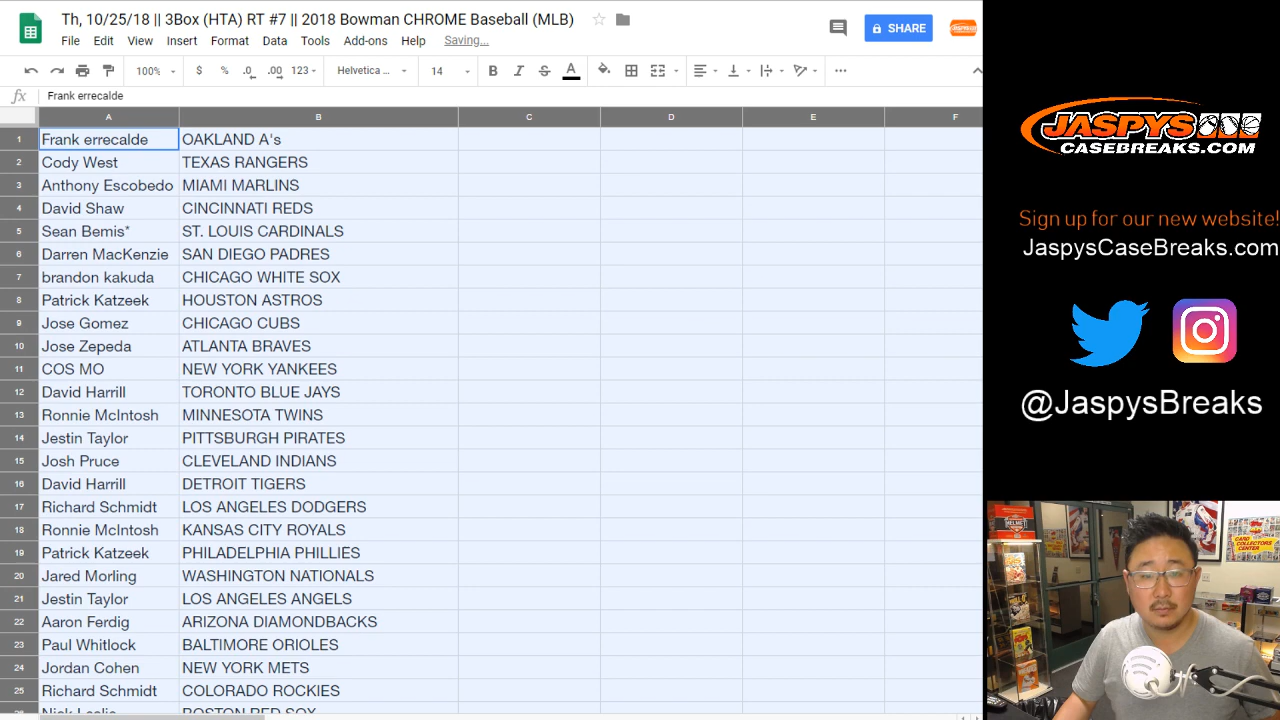 Th, 10/25/18 || 3Box (HTA) RT #7 || 2018 Bowman CHROME Baseball (MLB)
File Edit View Insert Format Data Tools Add-ons Help Saving...
SHARE
100% $ % .0 .00 123 Helvetica ... 14 B I S A
fx Frank errecalde
A B C D E F
1 Frank errecalde OAKLAND A's
2 Cody West TEXAS RANGERS
3 Anthony Escobedo MIAMI MARLINS
4 David Shaw CINCINNATI REDS
5 Sean Bemis* ST. LOUIS CARDINALS
6 Darren MacKenzie SAN DIEGO PADRES
7 brandon kakuda CHICAGO WHITE SOX
8 Patrick Katzeek HOUSTON ASTROS
9 Jose Gomez CHICAGO CUBS
10 Jose Zepeda ATLANTA BRAVES
11 COS MO NEW YORK YANKEES
12 David Harrill TORONTO BLUE JAYS
13 Ronnie McIntosh MINNESOTA TWINS
14 Jestin Taylor PITTSBURGH PIRATES
15 Josh Pruce CLEVELAND INDIANS
16 David Harrill DETROIT TIGERS
17 Richard Schmidt LOS ANGELES DODGERS
18 Ronnie McIntosh KANSAS CITY ROYALS
19 Patrick Katzeek PHILADELPHIA PHILLIES
20 Jared Morling WASHINGTON NATIONALS
21 Jestin Taylor LOS ANGELES ANGELS
22 Aaron Ferdig ARIZONA DIAMONDBACKS
23 Paul Whitlock BALTIMORE ORIOLES
24 Jordan Cohen NEW YORK METS
25 Richard Schmidt COLORADO ROCKIES
BOSTON RED SOX
JASPYS
CASEBREAKS.COM
Sign up for our new website!
JaspysCaseBreaks.com
@JaspysBreaks
HELMET
CARD
COLLECTORS
CENTER